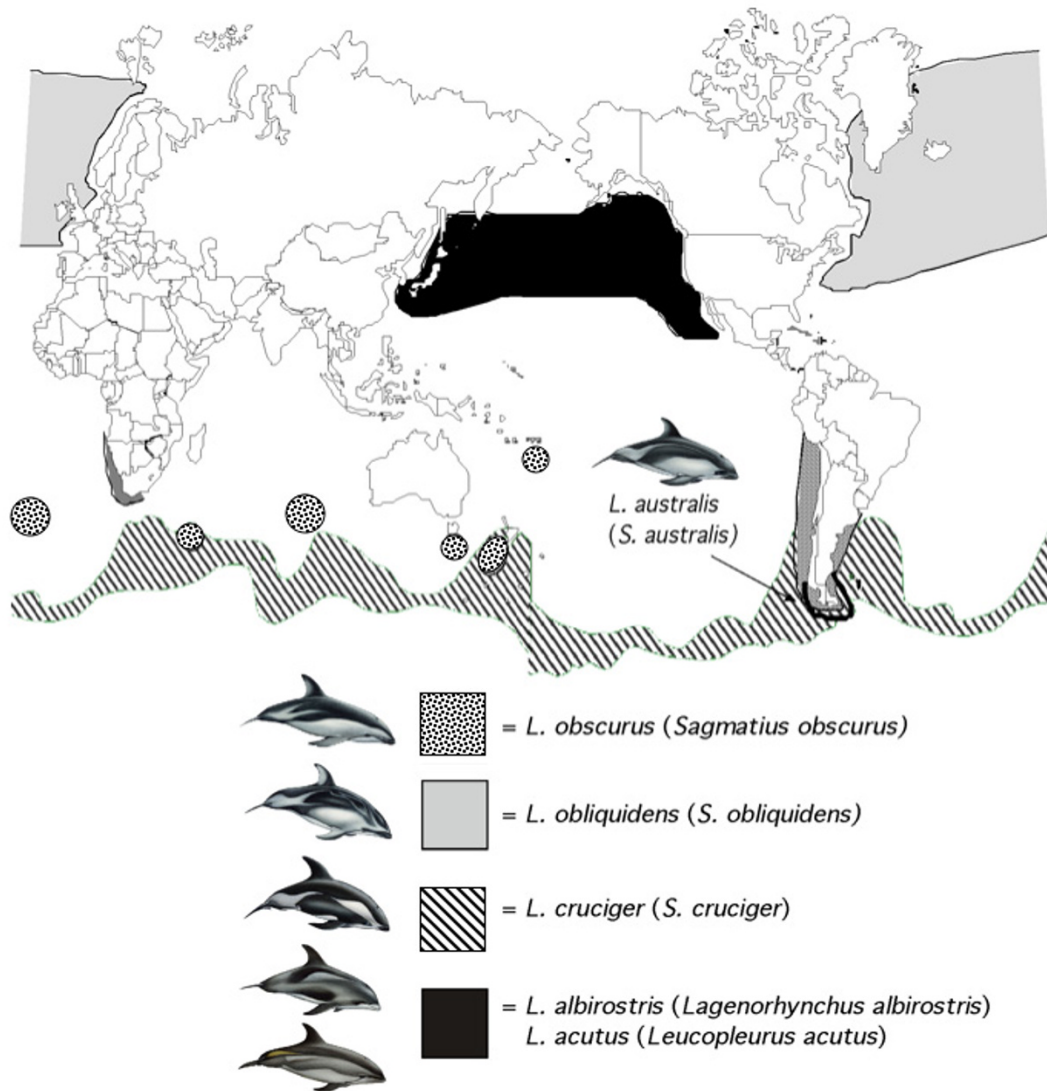 L. australis
(S. australis)
= L. obscurus (Sagmatius obscurus)
= L. obliquidens (S. obliquidens)
= L. cruciger (S. cruciger)
= L. albirostris (Lagenorhynchus albirostris)
L. acutus (Leucopleurus acutus)